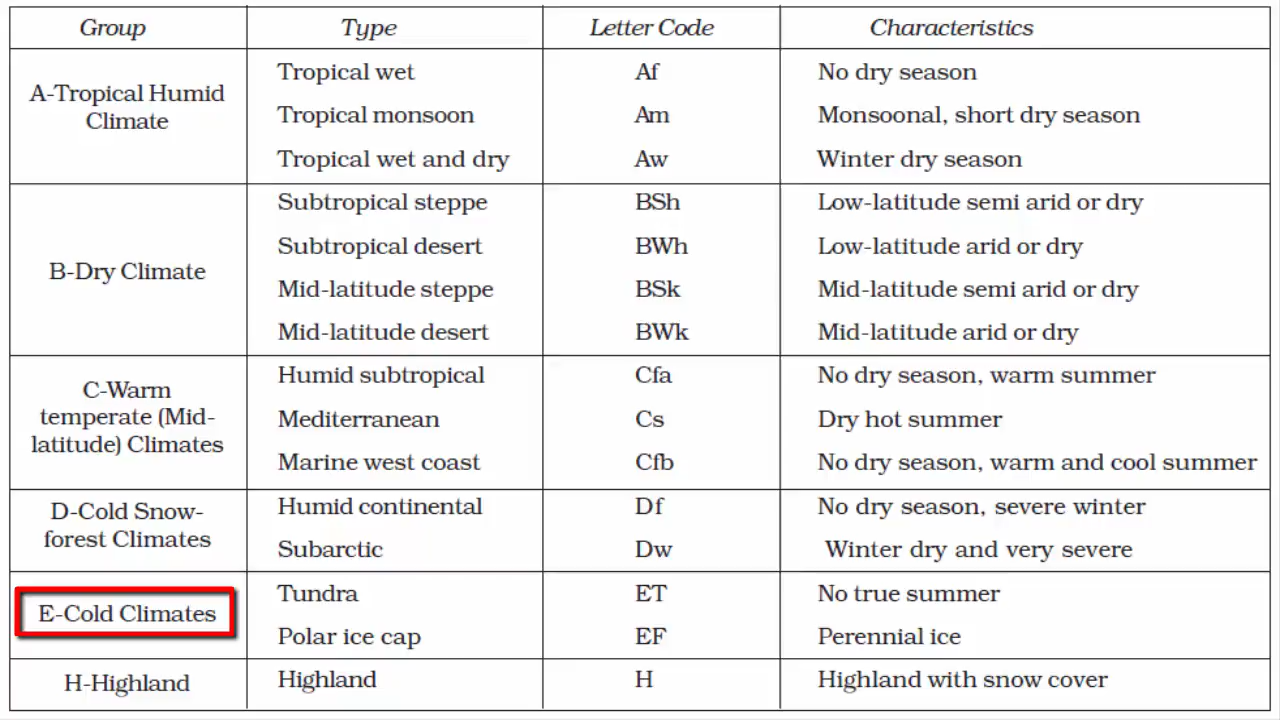 Group Type Letter Code Characteristics
A-Tropical Humid
Climate
Tropical wet Af No dry season
Tropical monsoon Am Monsoonal, short dry season
Tropical wet and dry Aw Winter dry season
B-Dry Climate
Subtropical steppe BSh Low-latitude semi arid or dry
Subtropical desert BWh Low-latitude arid or dry
Mid-latitude steppe BSk Mid-latitude semi arid or dry
Mid-latitude desert BWk Mid-latitude arid or dry
C-Warm
temperate (Mid-
latitude) Climates
Humid subtropical Cfa No dry season, warm summer
Mediterranean Cs Dry hot summer
Marine west coast Cfb No dry season, warm and cool summer
D-Cold Snow-
forest Climates
Humid continental Df No dry season, severe winter
Subarctic Dw Winter dry and very severe
E-Cold Climates
Tundra ET No true summer
Polar ice cap EF Perennial ice
H-Highland Highland H Highland with snow cover